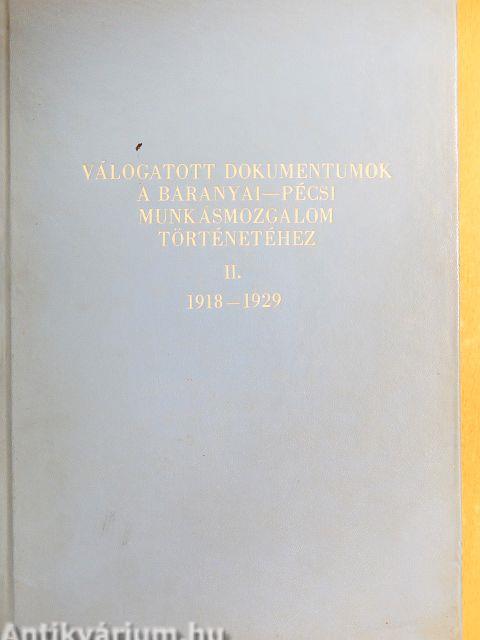 VÁLOGATOTT DOKUMENTUMOK
A BARANYAI—PÉCSI
MUNKÁSMOZGALOM
TÖRTÉNETÉHEZ
II.
1918—1929
Antikvárium.hu